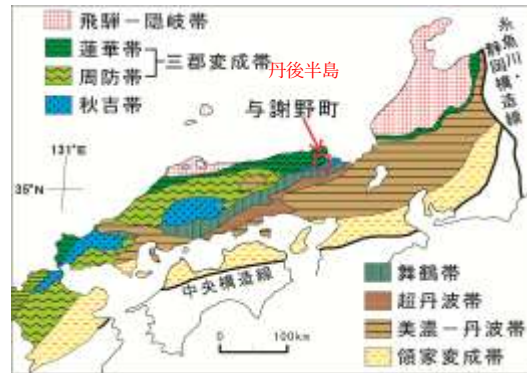 飛騨ー隠岐帯
蓮華帯
周防帯
三郡変成帯
秋吉帯
丹後半島
与謝野町
糸魚川・静岡構造線
131°E
35°N
中央構造線
0 100km
舞鶴帯
超丹波帯
美濃ー丹波帯
領家変成帯